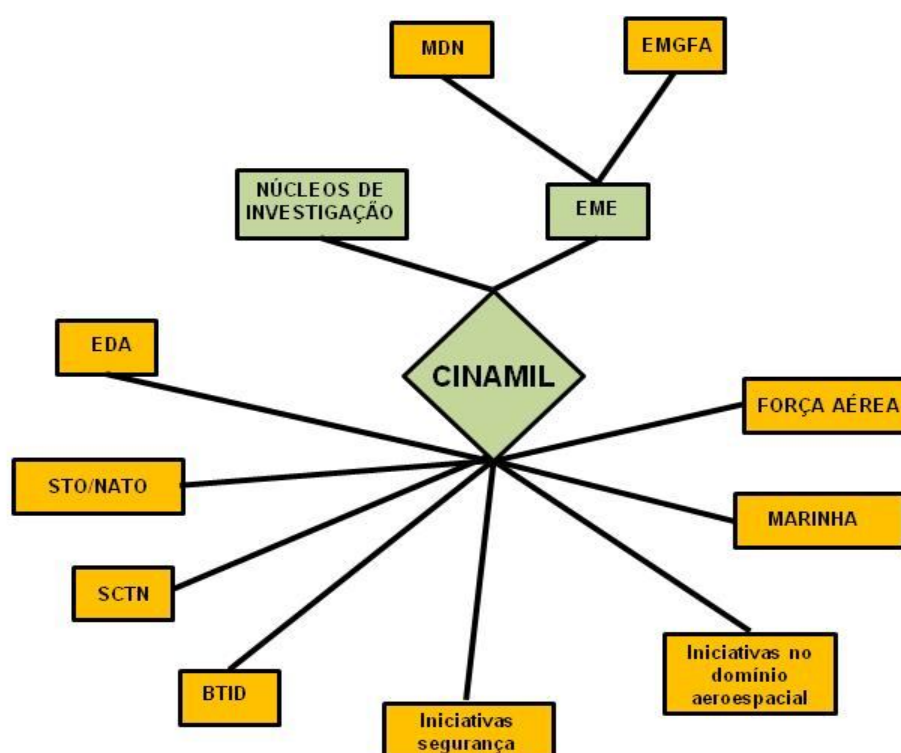 MDN
EMGFA
NÚCLEOS DE
INVESTIGAÇÃO
EME
EDA
CINAMIL
FORÇA AÉREA
STO/NATO
MARINHA
SCTN
Iniciativas no
domínio
aeroespacial
BTID
Iniciativas
segurança